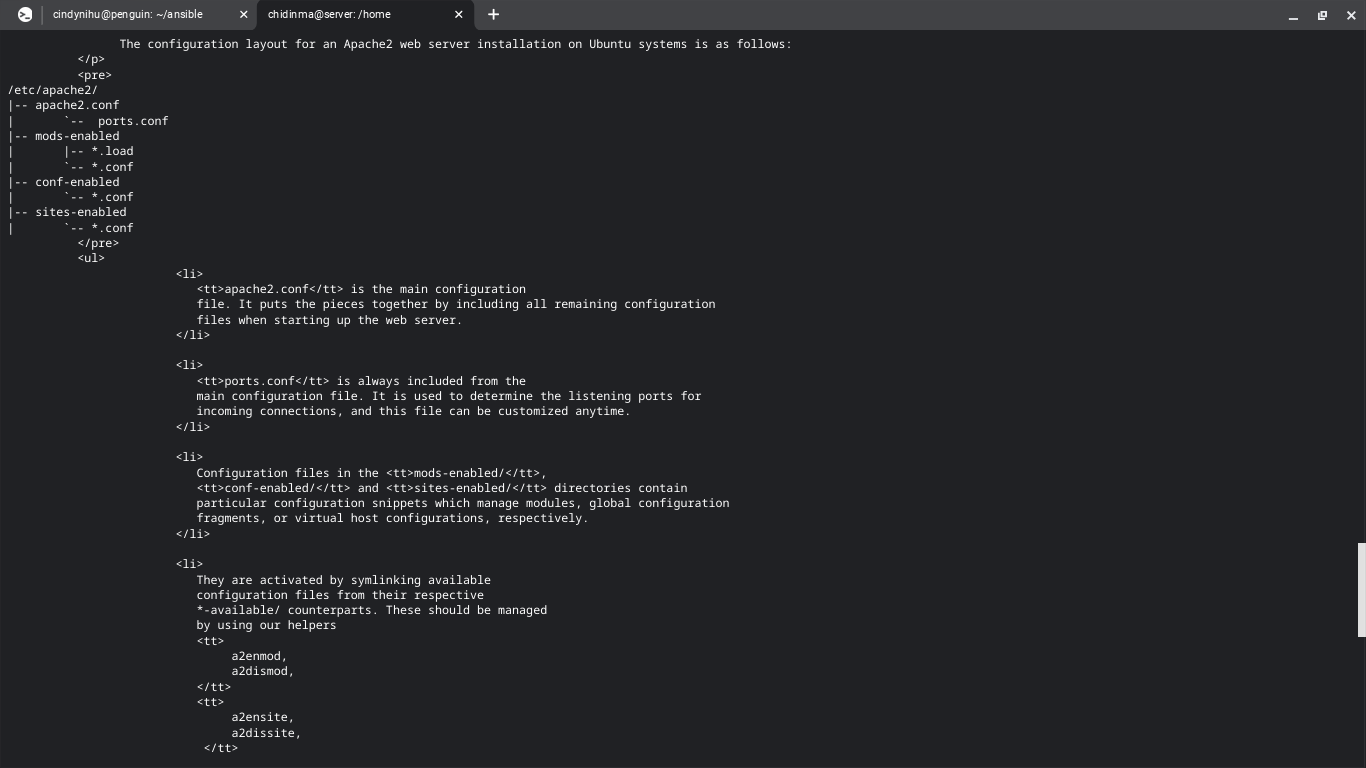 cindynihu@penguin: ~/ansible
chidinma@server: /home
The configuration layout for an Apache2 web server installation on Ubuntu systems is as follows:
</p>
<pre>
/etc/apache2/
|-- apache2.conf
|       `--  ports.conf
|-- mods-enabled
|       |-- *.load
|       `-- *.conf
|-- conf-enabled
|       `-- *.conf
|-- sites-enabled
|       `-- *.conf
</pre>
<ul>
<li>
<tt>apache2.conf</tt> is the main configuration
file. It puts the pieces together by including all remaining configuration
files when starting up the web server.
</li>
<li>
<tt>ports.conf</tt> is always included from the
main configuration file. It is used to determine the listening ports for
incoming connections, and this file can be customized anytime.
</li>
<li>
Configuration files in the <tt>mods-enabled/</tt>,
<tt>conf-enabled/</tt> and <tt>sites-enabled/</tt> directories contain
particular configuration snippets which manage modules, global configuration
fragments, or virtual host configurations, respectively.
</li>
<li>
They are activated by symlinking available
configuration files from their respective
*-available/ counterparts. These should be managed
by using our helpers
<tt>
a2enmod,
a2dismod,
</tt>
<tt>
a2ensite,
a2dissite,
</tt>